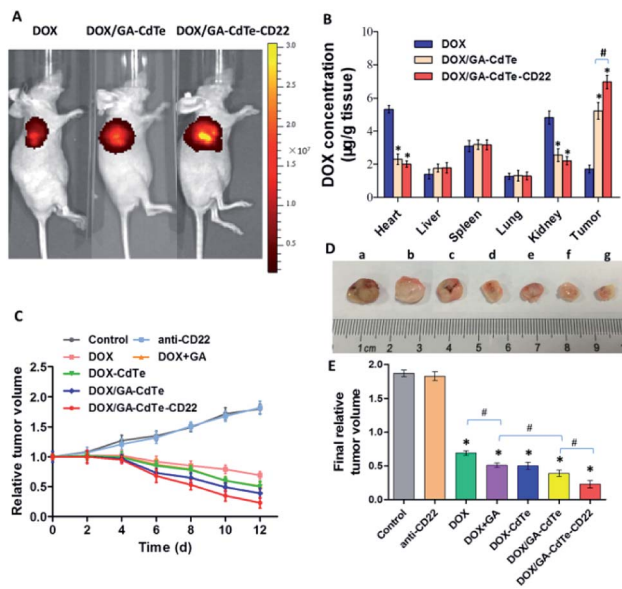 A
DOX
DOX/GA-CdTe
DOX/GA-CdTe-CD22
3.0
2.0
×10⁷
1.0
0.5
B
DOX concentration
(µg/g tissue)
10
8
6
4
2
0
DOX
DOX/GA-CdTe
DOX/GA-CdTe-CD22
#
* * * * * *
Heart
Liver
Spleen
Lung
Kidney
Tumor
D
a b c d e f g
1 cm 2 3 4 5 6 7 8 9 10
C
Control
anti-CD22
DOX
DOX+GA
DOX-CdTe
DOX/GA-CdTe
DOX/GA-CdTe-CD22
Relative tumor volume
2.5
2.0
1.5
1.0
0.5
0.0
0 2 4 6 8 10 12
Time (d)
E
Final relative
tumor volume
2.0
1.5
1.0
0.5
0.0
# # #
* * * * *
Control
anti-CD22
DOX
DOX+GA
DOX-CdTe
DOX/GA-CdTe
DOX/GA-CdTe-CD22